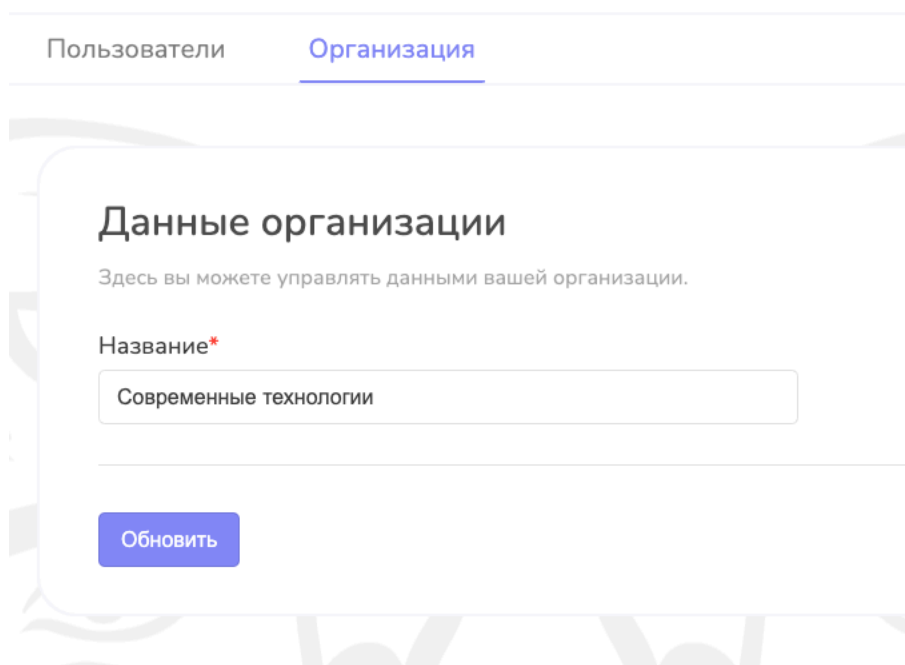 Пользователи Организация
Данные организации
Здесь вы можете управлять данными вашей организации.
Название*
Современные технологии
Обновить